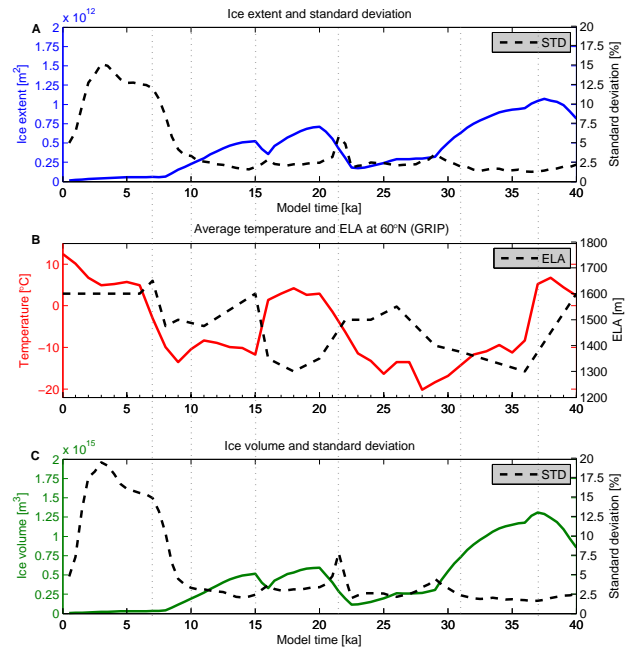 Ice extent and standard deviation
x 10^12
A
2 1.75 1.5 1.25 1 0.75 0.5 0.25 0
Ice extent [m^2]
STD
20 17.5 15 12.5 10 7.5 5 2.5 0
Standard deviation [%]
0 5 10 15 20 25 30 35 40
Model time [ka]
Average temperature and ELA at 60°N (GRIP)
B
10 0 −10 −20
Temperature [°C]
ELA
1800 1700 1600 1500 1400 1300 1200
ELA [m]
0 5 10 15 20 25 30 35 40
Ice volume and standard deviation
x 10^15
C
2 1.75 1.5 1.25 1 0.75 0.5 0.25 0
Ice volume [m^3]
STD
20 17.5 15 12.5 10 7.5 5 2.5 0
Standard deviation [%]
0 5 10 15 20 25 30 35 40
Model time [ka]